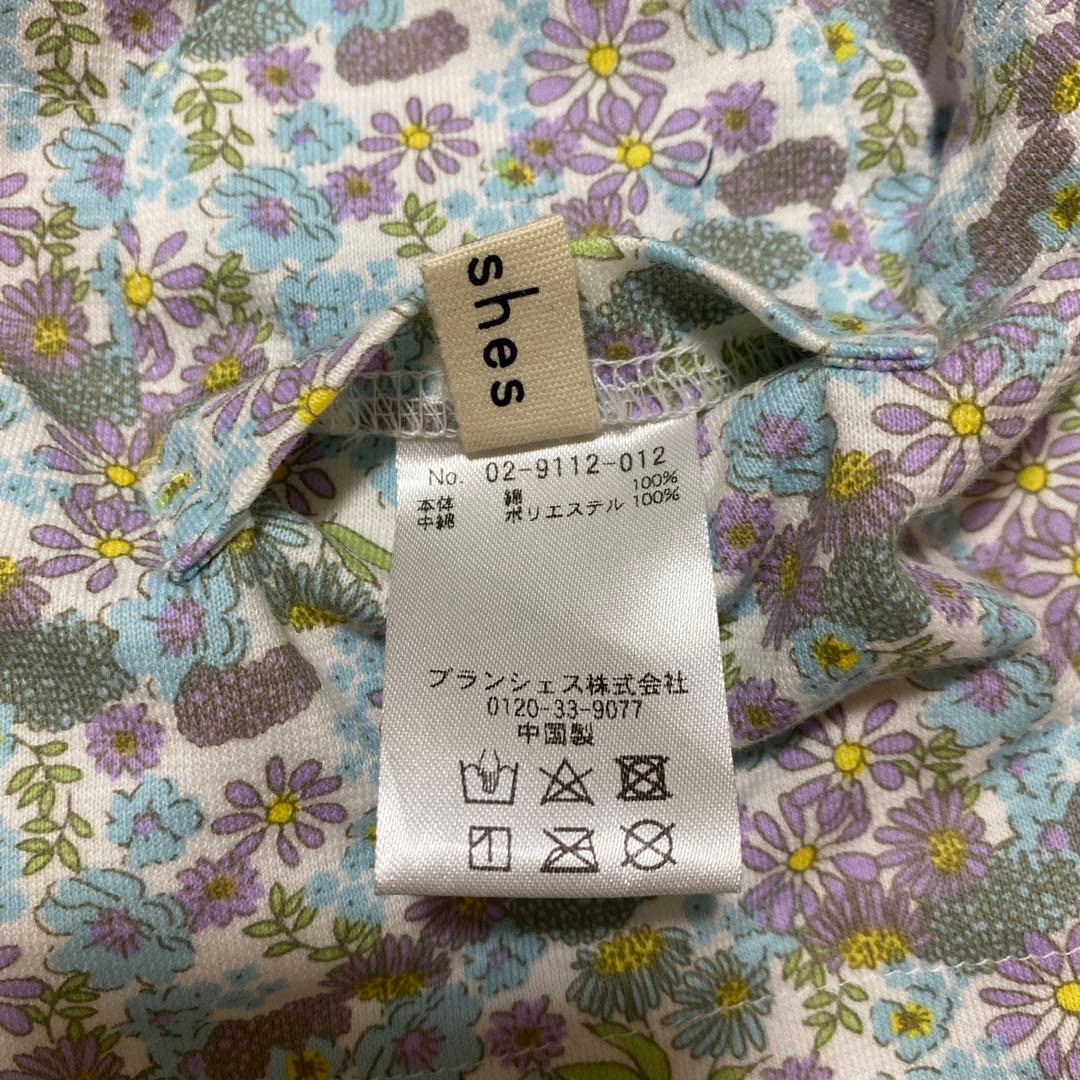 shes
No. 02-9112-012
本体 綿 100%
中綿 ポリエステル 100%
ブランシェス株式会社
0120-33-9077
中国製